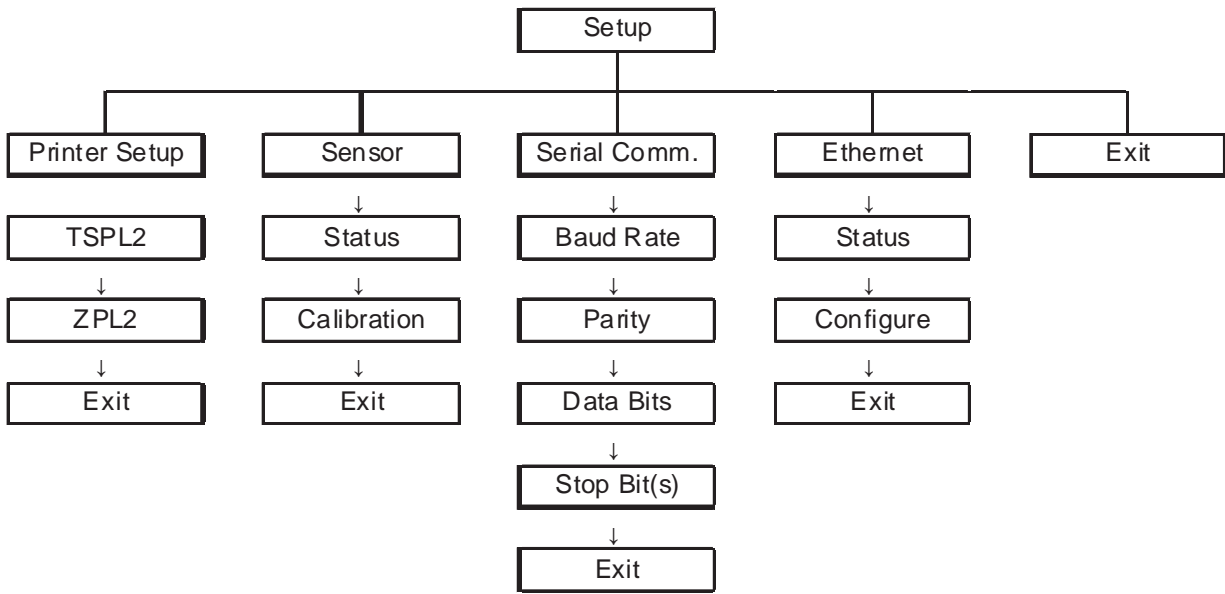 Setup
Printer Setup
Sensor
Serial Comm.
Ethernet
Exit
↓
↓
↓
TSPL2
Status
Baud Rate
Status
↓
↓
↓
↓
ZPL2
Calibration
Parity
Configure
↓
↓
↓
↓
Exit
Exit
Data Bits
Exit
↓
Stop Bit(s)
↓
Exit